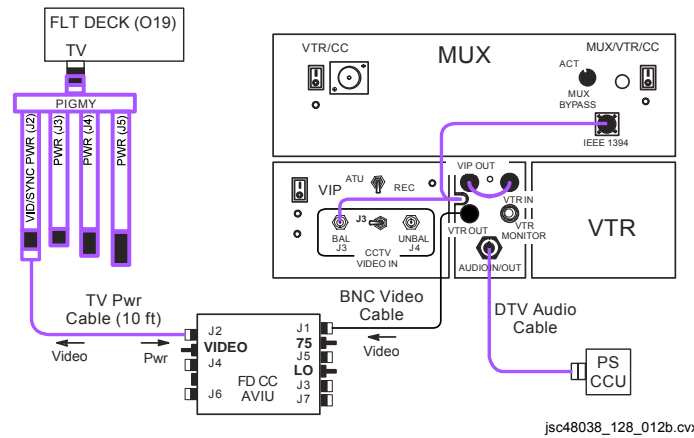 FLT DECK (O19)
TV
PIGMY
VID/SYNC PWR (J2)
PWR (J3)
PWR (J4)
PWR (J5)
VTR/CC
MUX
MUX/VTR/CC
ACT
MUX
BYPASS
IEEE 1394
VIP
ATU
REC
J3
BAL
J3
UNBAL
J4
CCTV
VIDEO IN
VIP OUT
VTR IN
VTR OUT
VTR
MONITOR
AUDIO IN/OUT
VTR
TV Pwr
Cable (10 ft)
Video
Pwr
BNC Video
Cable
Video
DTV Audio
Cable
J2
VIDEO
J4
J6
FD CC
AVIU
J1
75
J5
LO
J3
J7
PS
CCU
jsc48038_128_012b.cvx